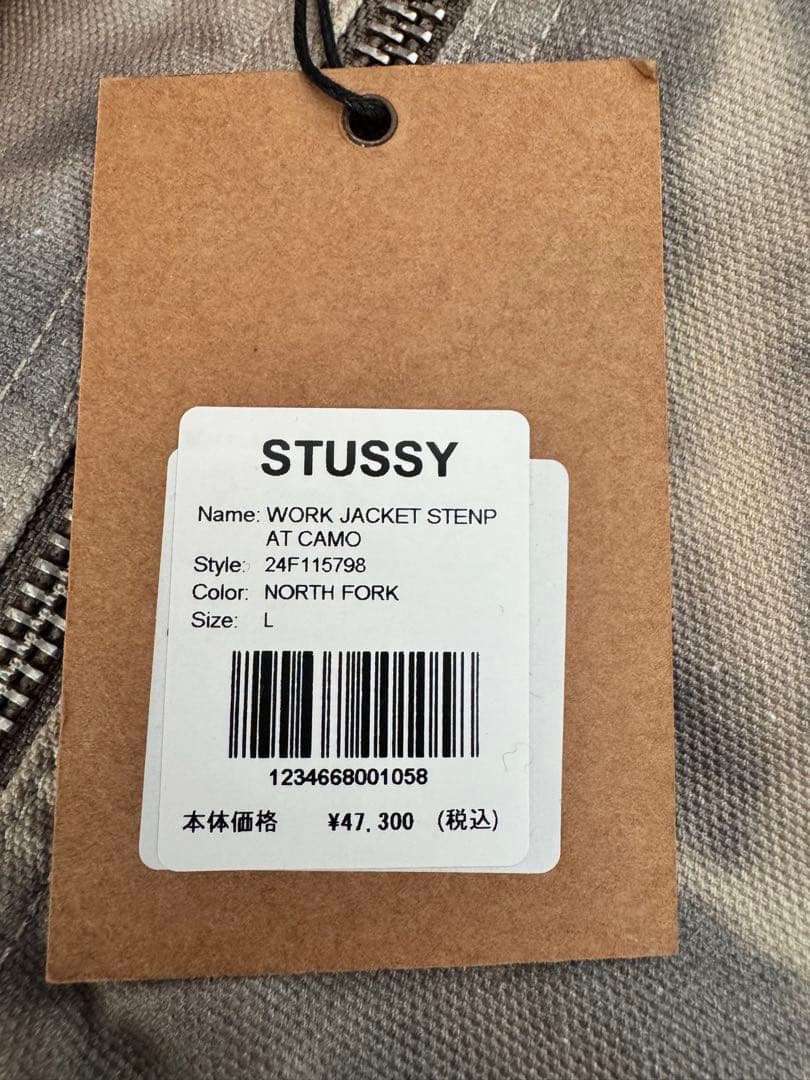 STUSSY
Name: WORK JACKET STENP
AT CAMO
Style: 24F115798
Color: NORTH FORK
Size: L
1234668001058
本体価格 ¥47.300 (税込)